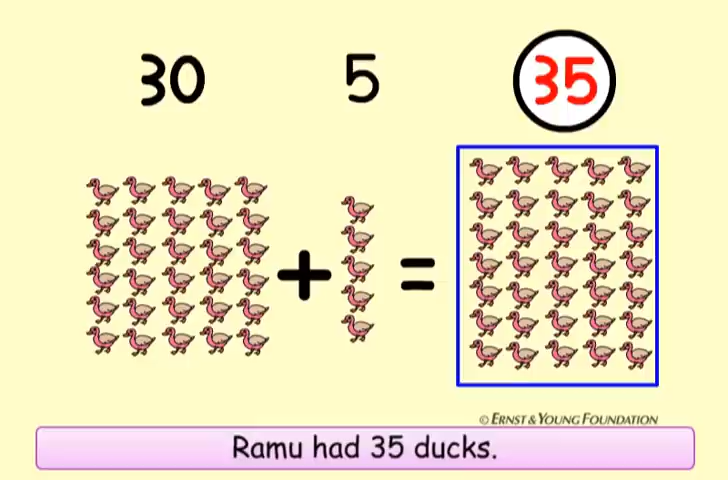 30 5 35
+ =
© ERNST & YOUNG FOUNDATION
Ramu had 35 ducks.